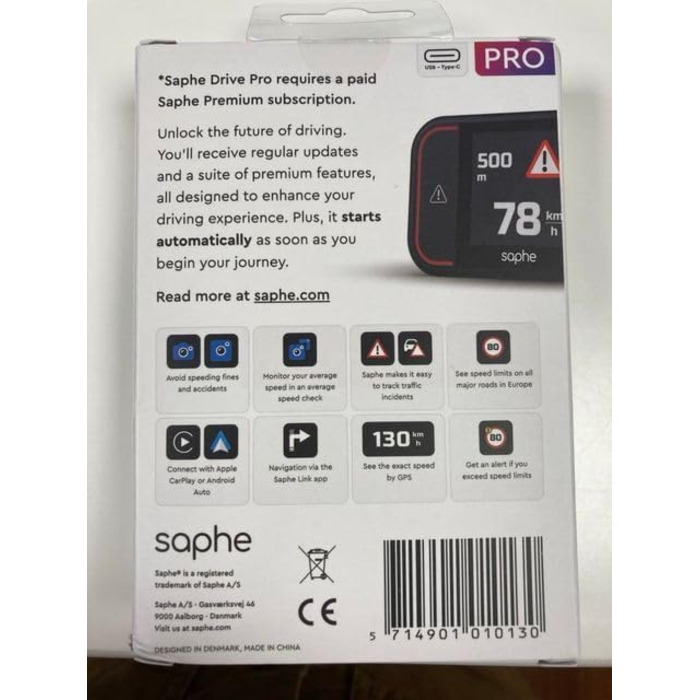 USB - Type-C
PRO
*Saphe Drive Pro requires a paid
Saphe Premium subscription.
Unlock the future of driving.
You'll receive regular updates
and a suite of premium features,
all designed to enhance your
driving experience. Plus, it starts
automatically as soon as you
begin your journey.
Read more at saphe.com
500
m
78 km
h
saphe
Avoid speeding fines
and accidents
Monitor your average
speed in an average
speed check
Saphe makes it easy
to track traffic
incidents
80
See speed limits on all
major roads in Europe
Connect with Apple
CarPlay or Android
Auto
Navigation via the
Saphe Link app
130 km
h
See the exact speed
by GPS
80
Get an alert if you
exceed speed limits
saphe
Saphe® is a registered
trademark of Saphe A/S
Saphe A/S · Gasværksvej 46
9000 Aalborg · Danmark
Visit us at saphe.com
DESIGNED IN DENMARK, MADE IN CHINA
CE
5 714901 010130